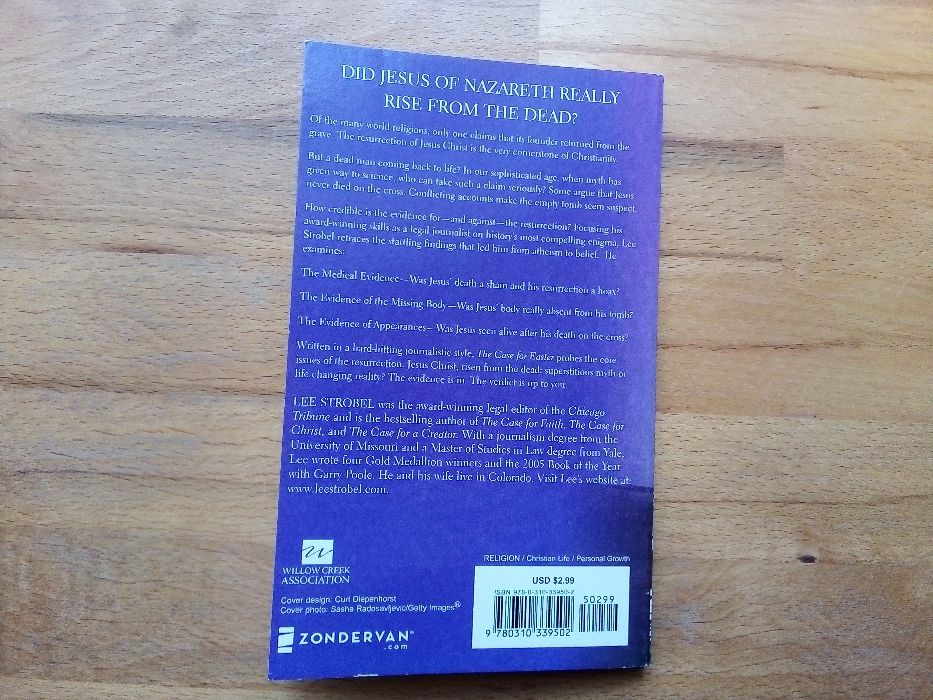 DID JESUS OF NAZARETH REALLY
RISE FROM THE DEAD?
Of the many world religions, only one claims that its founder returned from the
grave. The resurrection of Jesus Christ is the very cornerstone of Christianity.
But a dead man coming back to life? In our sophisticated age, when myth has
given way to science, who can take such a claim seriously? Some argue that Jesus
never died on the cross. Conflicting accounts make the empty tomb seem suspect.
How credible is the evidence for—and against—the resurrection? Focusing his
award-winning skills as a legal journalist on history's most compelling enigma, Lee
Strobel retraces the startling findings that led him from atheism to belief. He
examines:
The Medical Evidence—Was Jesus' death a sham and his resurrection a hoax?
The Evidence of the Missing Body—Was Jesus' body really absent from his tomb?
The Evidence of Appearances—Was Jesus seen alive after his death on the cross?
Written in a hard-hitting journalistic style, The Case for Easter probes the core
issues of the resurrection. Jesus Christ, risen from the dead: superstitious myth or
life-changing reality? The evidence is in. The verdict is up to you.
LEE STROBEL was the award-winning legal editor of the Chicago
Tribune and is the bestselling author of The Case for Faith, The Case for
Christ, and The Case for a Creator. With a journalism degree from the
University of Missouri and a Master of Studies in Law degree from Yale,
Lee wrote four Gold Medallion winners and the 2005 Book of the Year
with Garry Poole. He and his wife live in Colorado. Visit Lee's website at:
www.leestrobel.com.
WILLOW CREEK
ASSOCIATION
Cover design: Curt Diepenhorst
Cover photo: Sasha Radosavljevic/Getty Images®
ZONDERVAN™
.com
RELIGION / Christian Life / Personal Growth
USD $2.99
ISBN 978-0-310-33950-2
50299
9 780310 339502